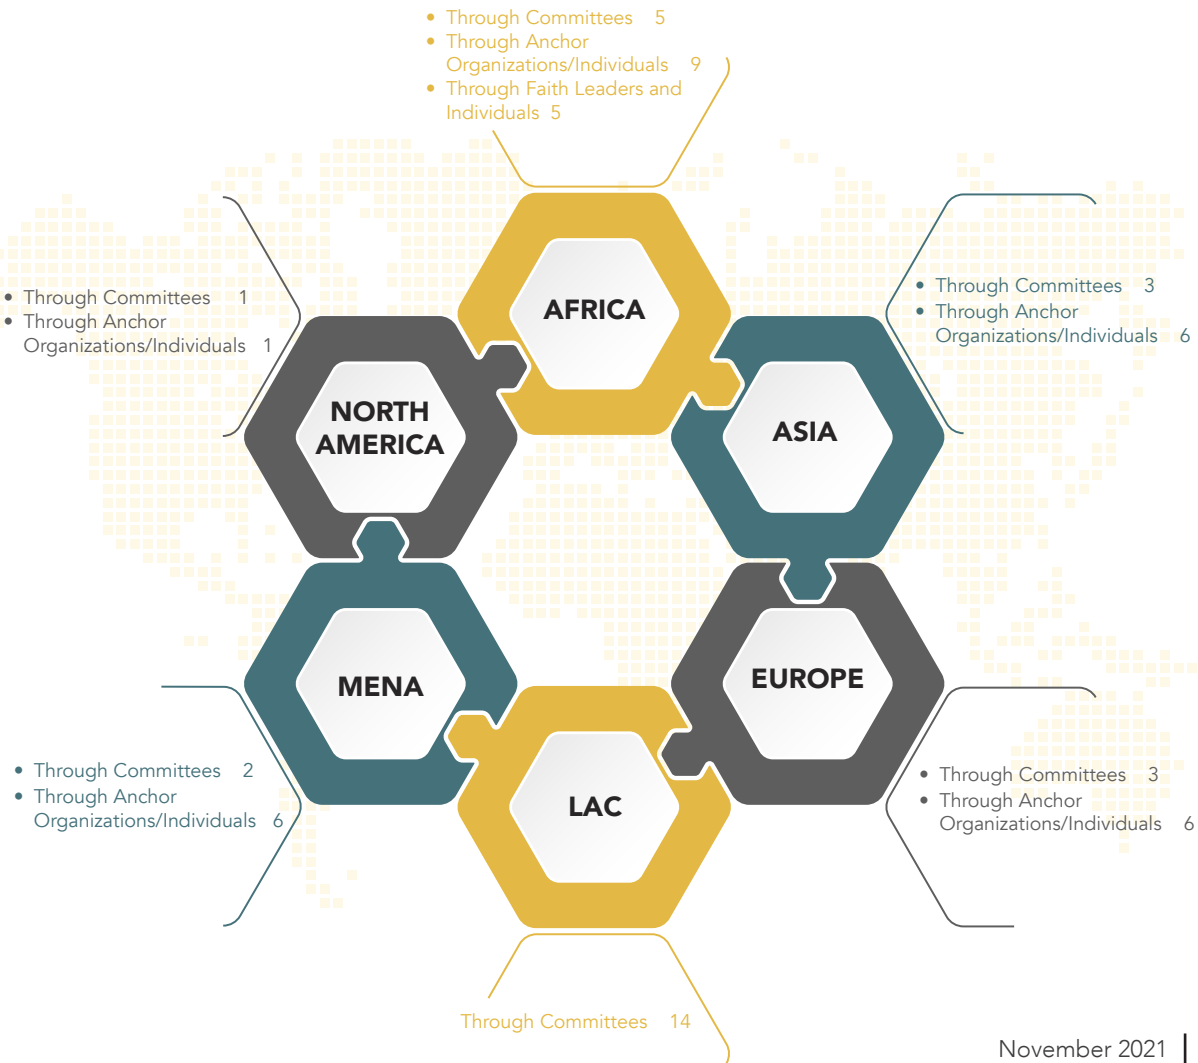 • Through Committees 5
• Through Anchor
Organizations/Individuals 9
• Through Faith Leaders and
Individuals 5
• Through Committees 1
• Through Anchor
Organizations/Individuals 1
AFRICA
• Through Committees 3
• Through Anchor
Organizations/Individuals 6
NORTH
AMERICA
ASIA
MENA
EUROPE
• Through Committees 2
• Through Anchor
Organizations/Individuals 6
LAC
• Through Committees 3
• Through Anchor
Organizations/Individuals 6
Through Committees 14
November 2021